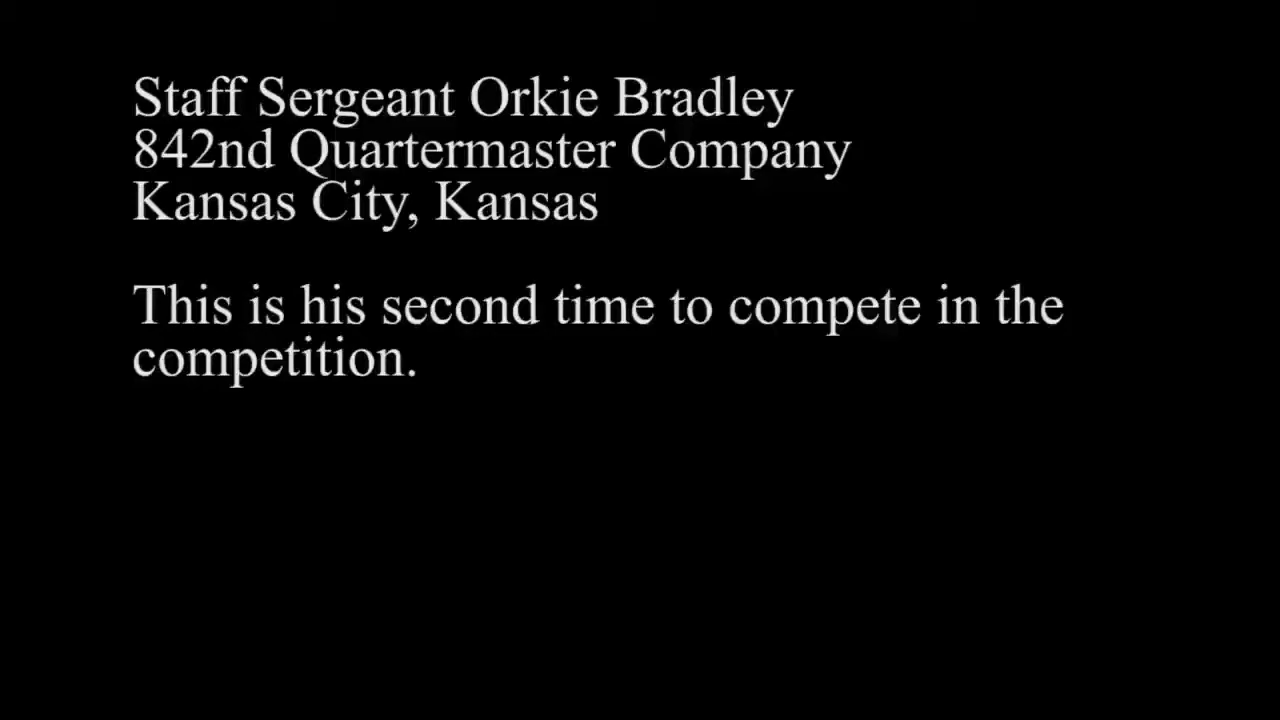 Staff Sergeant Orkie Bradley
842nd Quartermaster Company
Kansas City, Kansas
This is his second time to compete in the
competition.